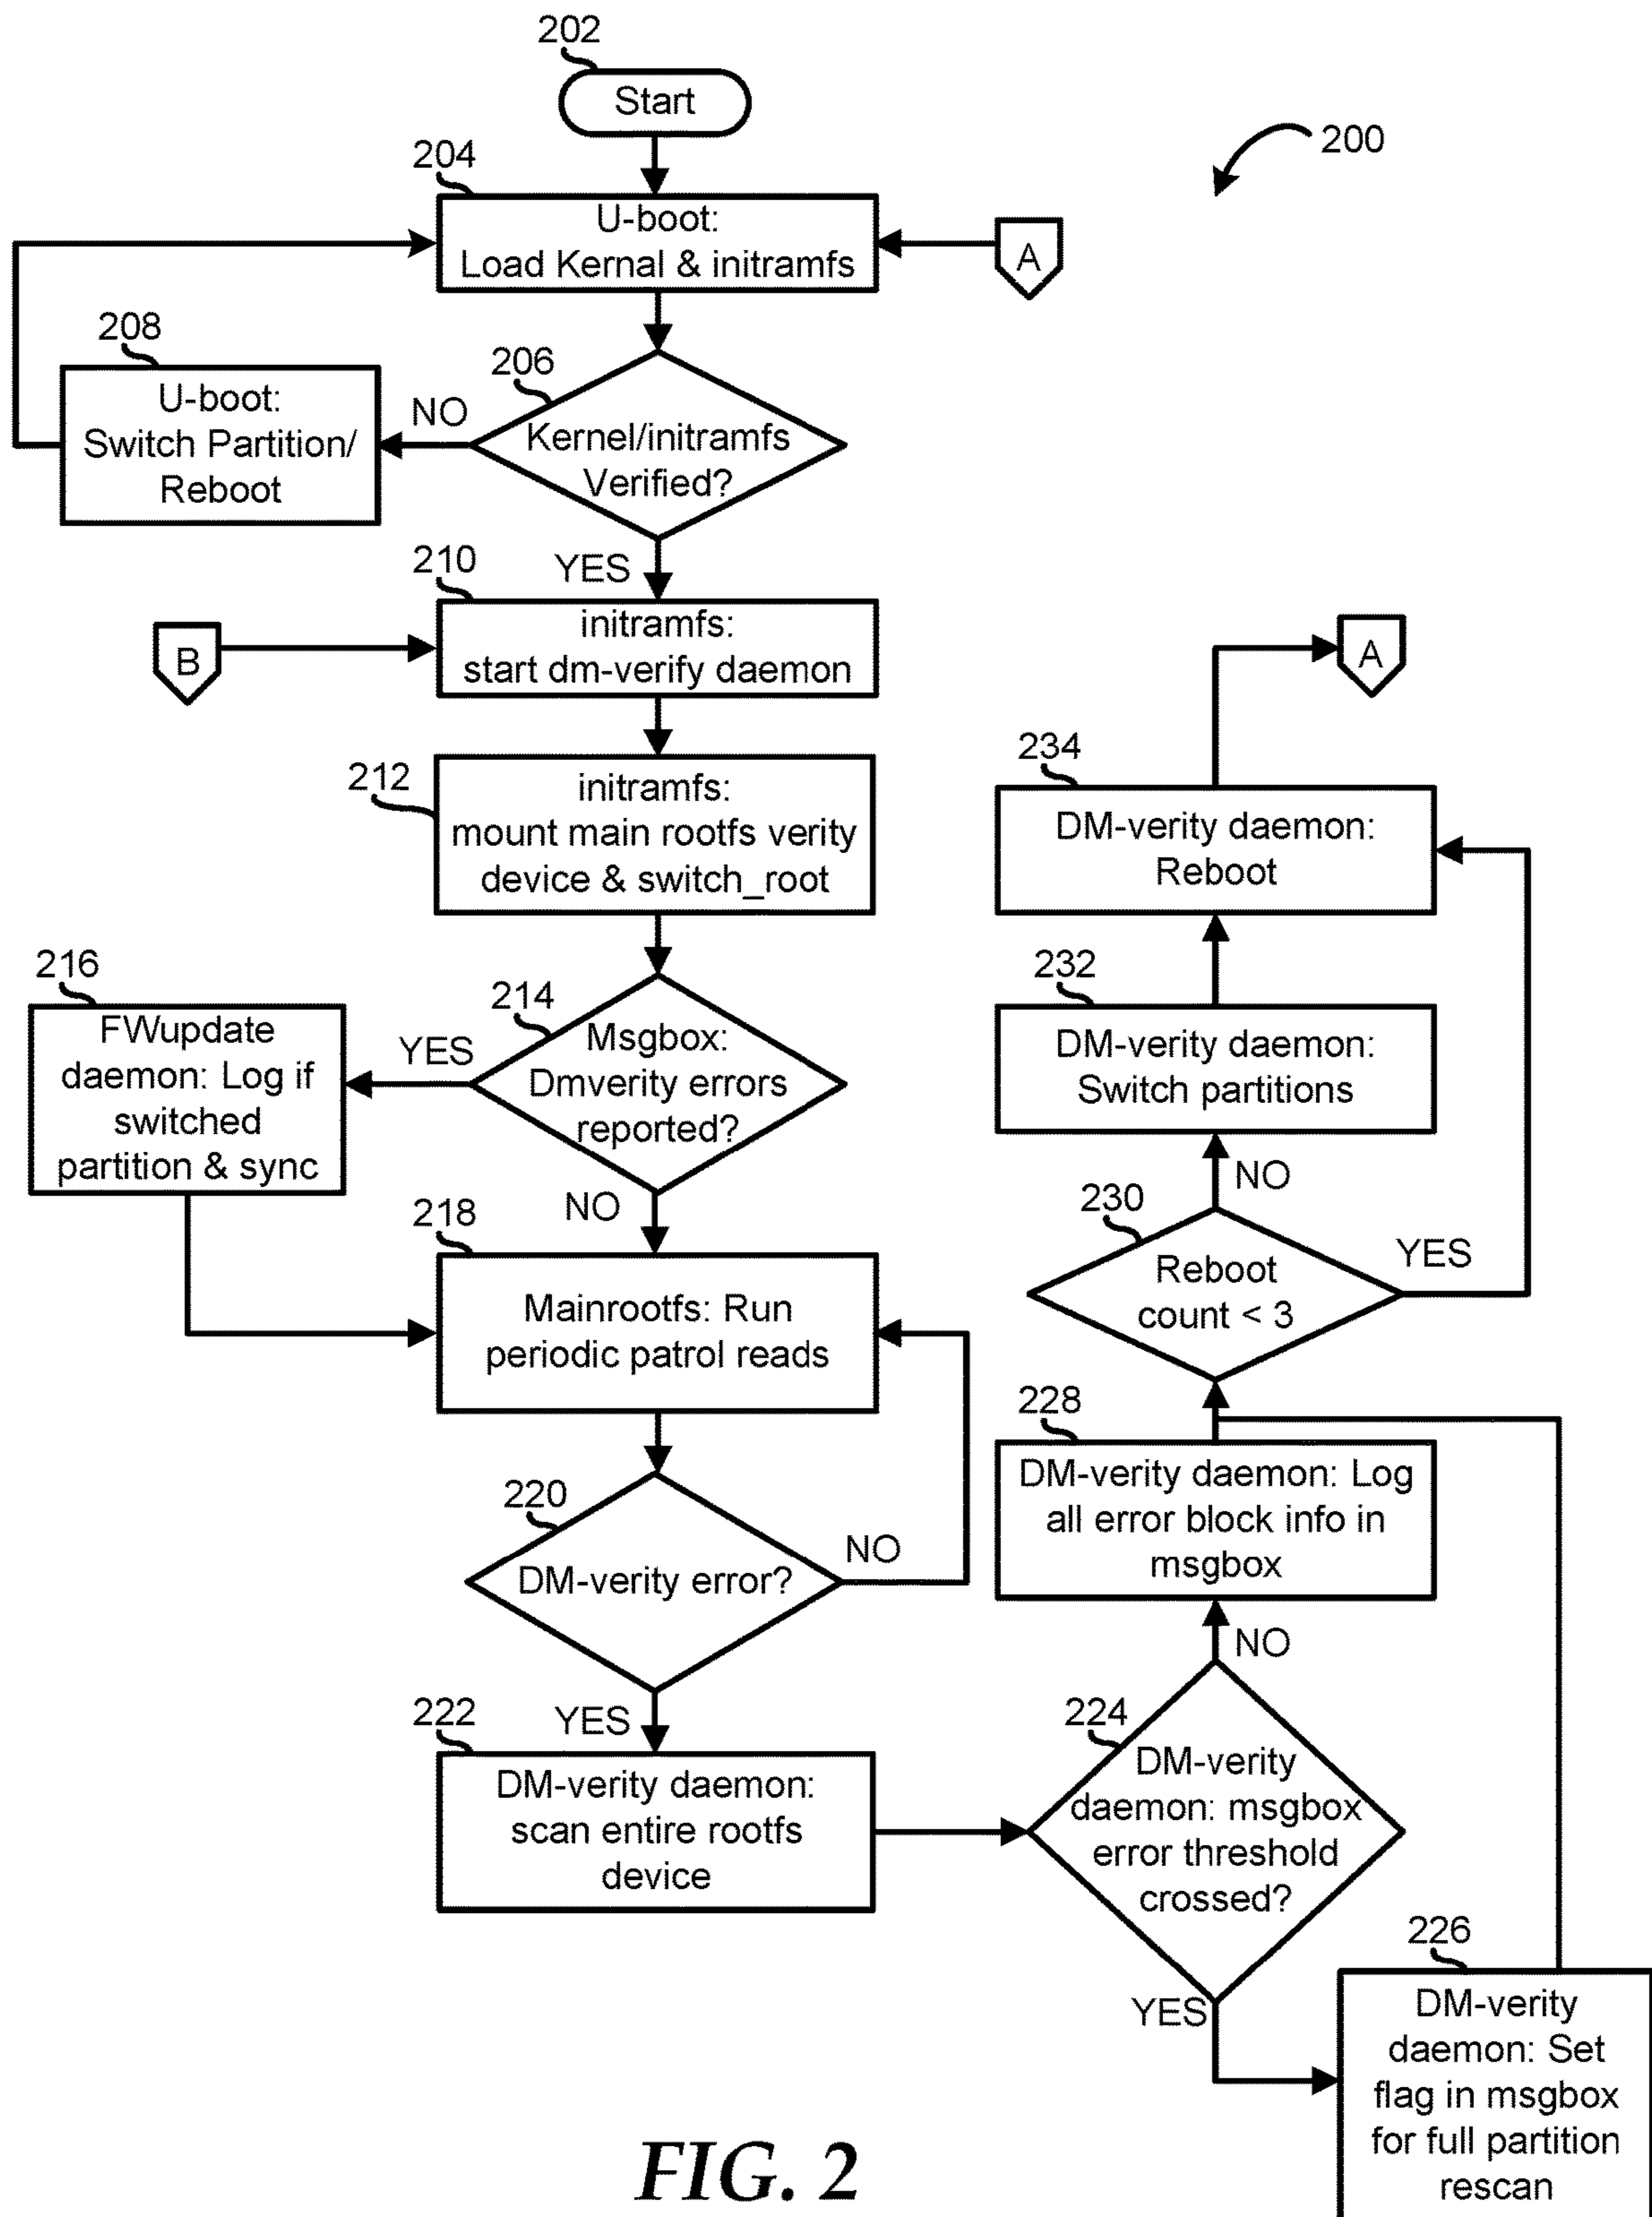 202
Start
200
204
U-boot:
Load Kernal & initramfs
A
208
U-boot:
Switch Partition/
Reboot
NO
206
Kernel/initramfs
Verified?
YES
210
initramfs:
start dm-verify daemon
B
212
initramfs:
mount main rootfs verity
device & switch_root
216
FWupdate
daemon: Log if
switched
partition & sync
YES
214
Msgbox:
Dmverity errors
reported?
NO
218
Mainrootfs: Run
periodic patrol reads
220
DM-verity error?
NO
YES
222
DM-verity daemon:
scan entire rootfs
device
A
234
DM-verity daemon:
Reboot
232
DM-verity daemon:
Switch partitions
NO
230
Reboot
count < 3
YES
228
DM-verity daemon: Log
all error block info in
msgbox
NO
224
DM-verity
daemon: msgbox
error threshold
crossed?
YES
226
DM-verity
daemon: Set
flag in msgbox
for full partition
rescan
FIG. 2